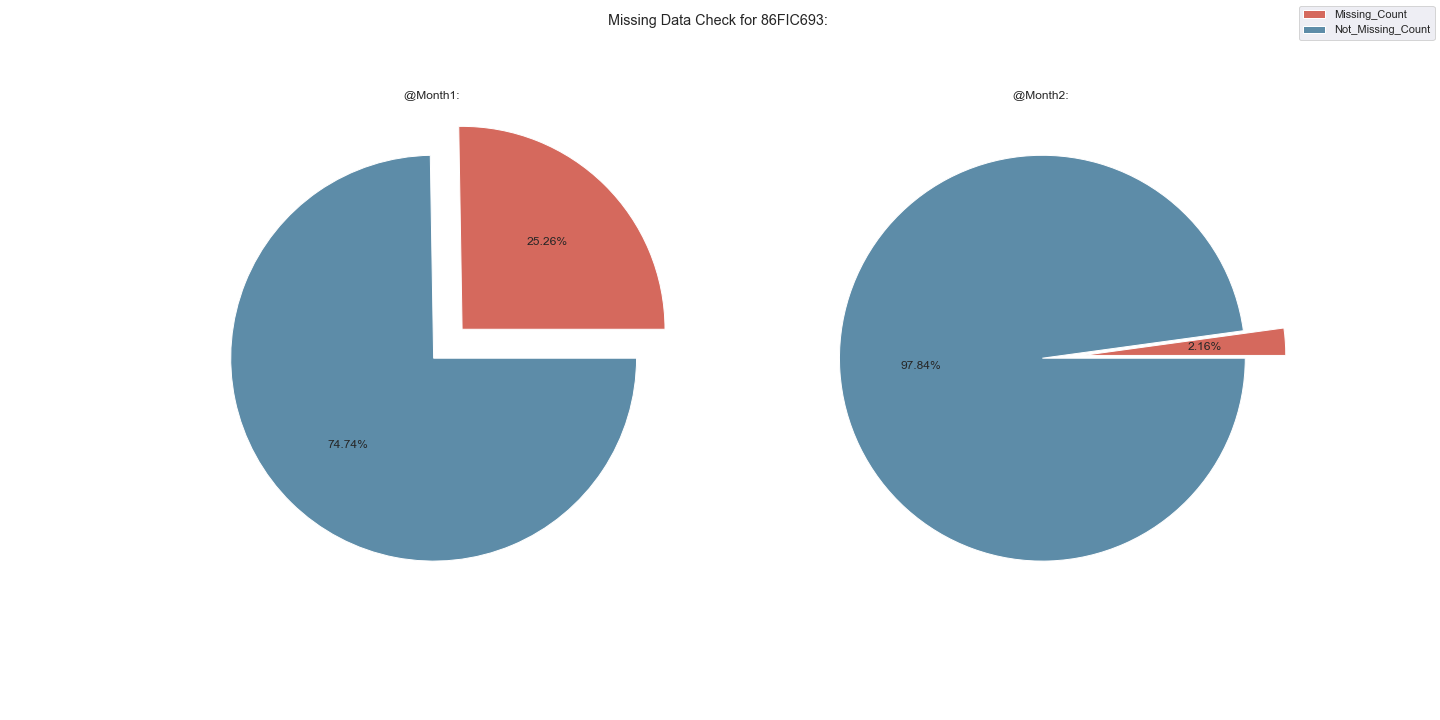 Missing Data Check for 86FIC693:
Missing_Count
Not_Missing_Count
@Month1:
25.26%
74.74%
@Month2:
2.16%
97.84%